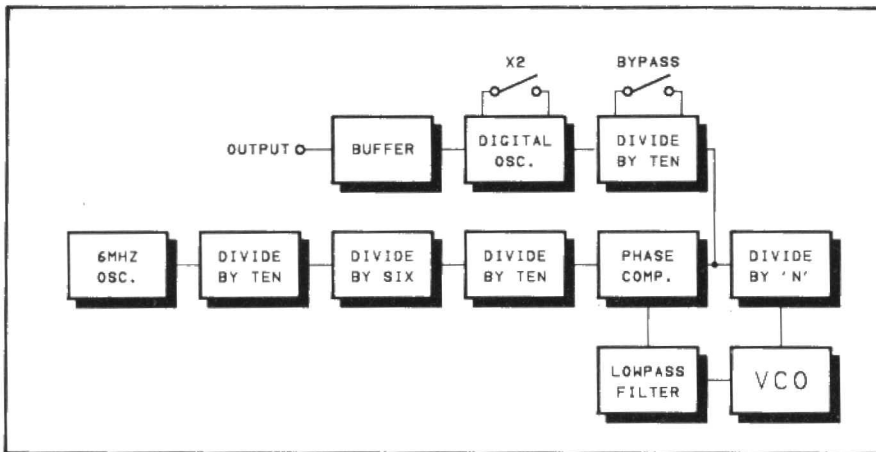 X2
BYPASS
OUTPUT
BUFFER
DIGITAL
OSC.
DIVIDE
BY TEN
6MHZ
OSC.
DIVIDE
BY TEN
DIVIDE
BY SIX
DIVIDE
BY TEN
PHASE
COMP.
DIVIDE
BY 'N'
LOWPASS
FILTER
VCO